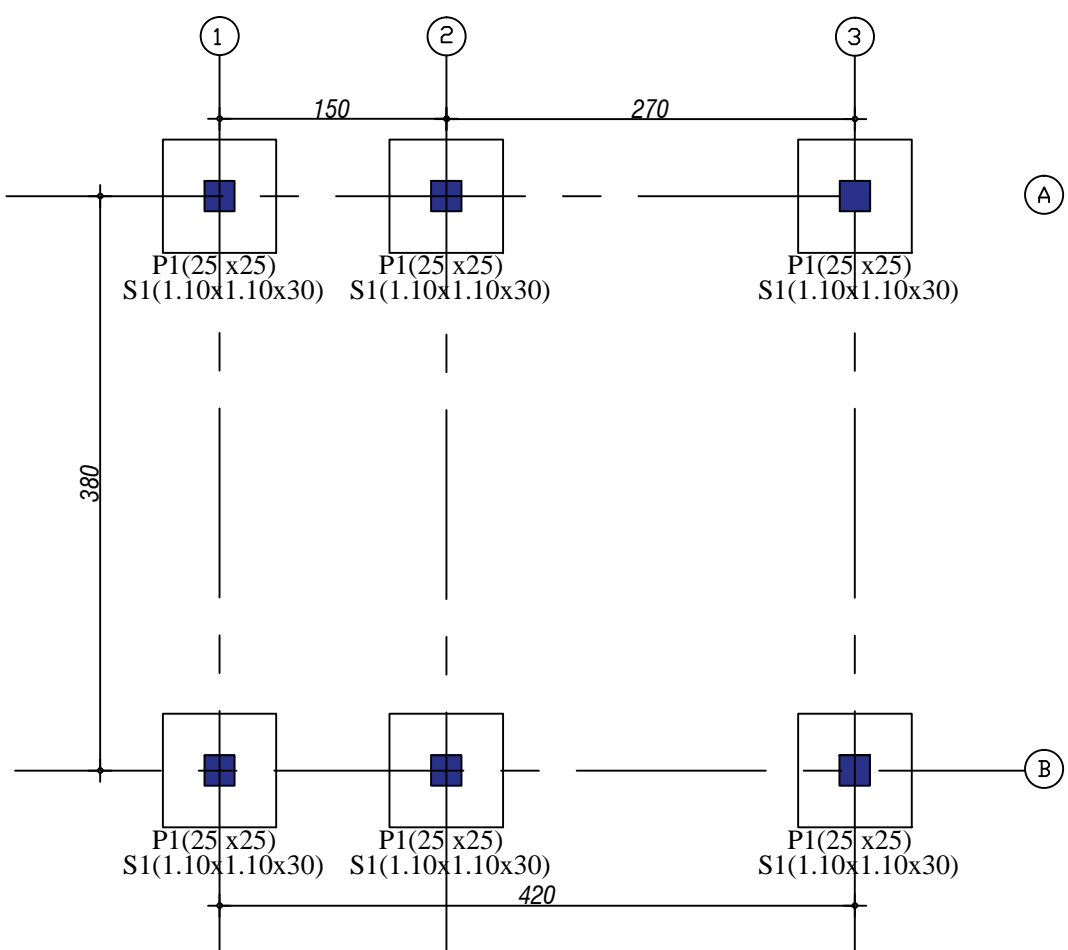 1
2
3
150
270
A
P1(25 x25)
S1(1.10x1.10x30)
P1(25 x25)
S1(1.10x1.10x30)
P1(25 x25)
S1(1.10x1.10x30)
380
B
P1(25 x25)
S1(1.10x1.10x30)
P1(25 x25)
S1(1.10x1.10x30)
P1(25 x25)
S1(1.10x1.10x30)
420